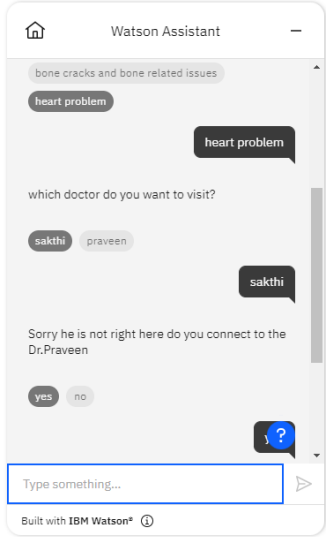 Watson Assistant
bone cracks and bone related issues
heart problem
heart problem
which doctor do you want to visit?
sakthi praveen
sakthi
Sorry he is not right here do you connect to the
Dr.Praveen
yes no
?
Type something...
Built with IBM Watson®